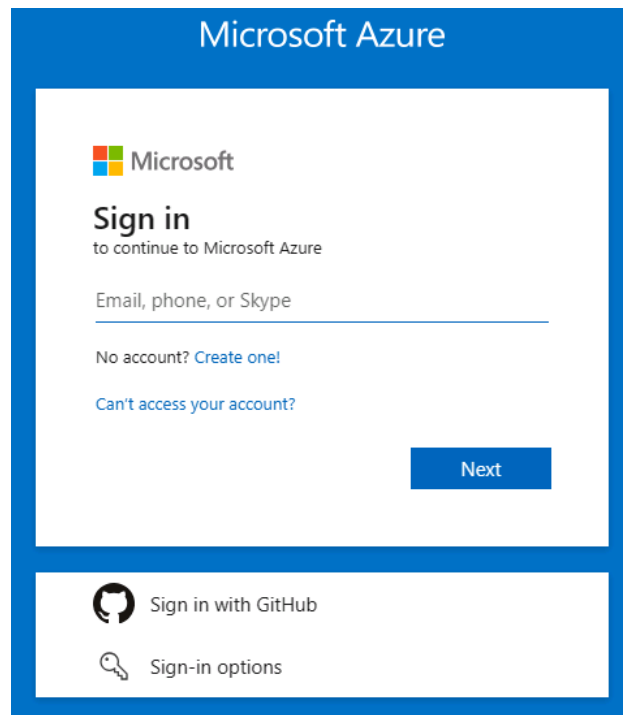 Microsoft Azure
Microsoft
Sign in
to continue to Microsoft Azure
Email, phone, or Skype
No account? Create one!
Can't access your account?
Next
Sign in with GitHub
Sign-in options